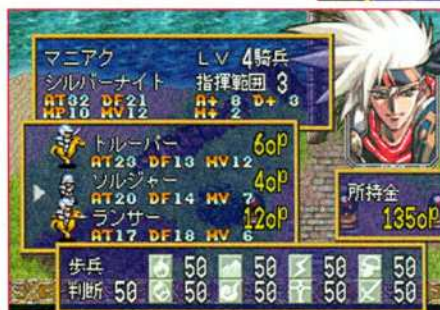 マニアク LV 4騎兵
シルバーナイト 指揮範囲 3
AT32 DF21 A+ 8 D+ 3
MP10 MV12 M+ 2
トルーパー 60P
AT23 DF13 MV12
ソルジャー 40P
AT20 DF14 MV 7
ランサー 120P
AT17 DF18 MV 6
所持金
1350P
歩兵 50 50 50 50
判断 50 50 50 50 50